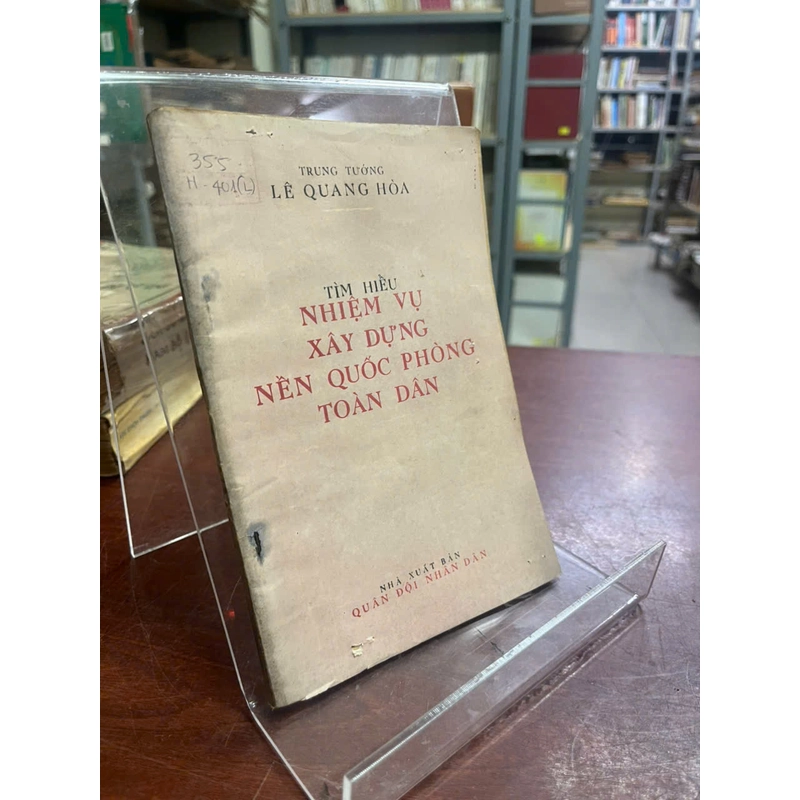 355.
H-401(L)
TRUNG TƯỚNG
LÊ QUANG HÒA
TÌM HIỂU
NHIỆM VỤ
XÂY DỰNG
NỀN QUỐC PHÒNG
TOÀN DÂN
NHÀ XUẤT BẢN
QUÂN ĐỘI NHÂN DÂN